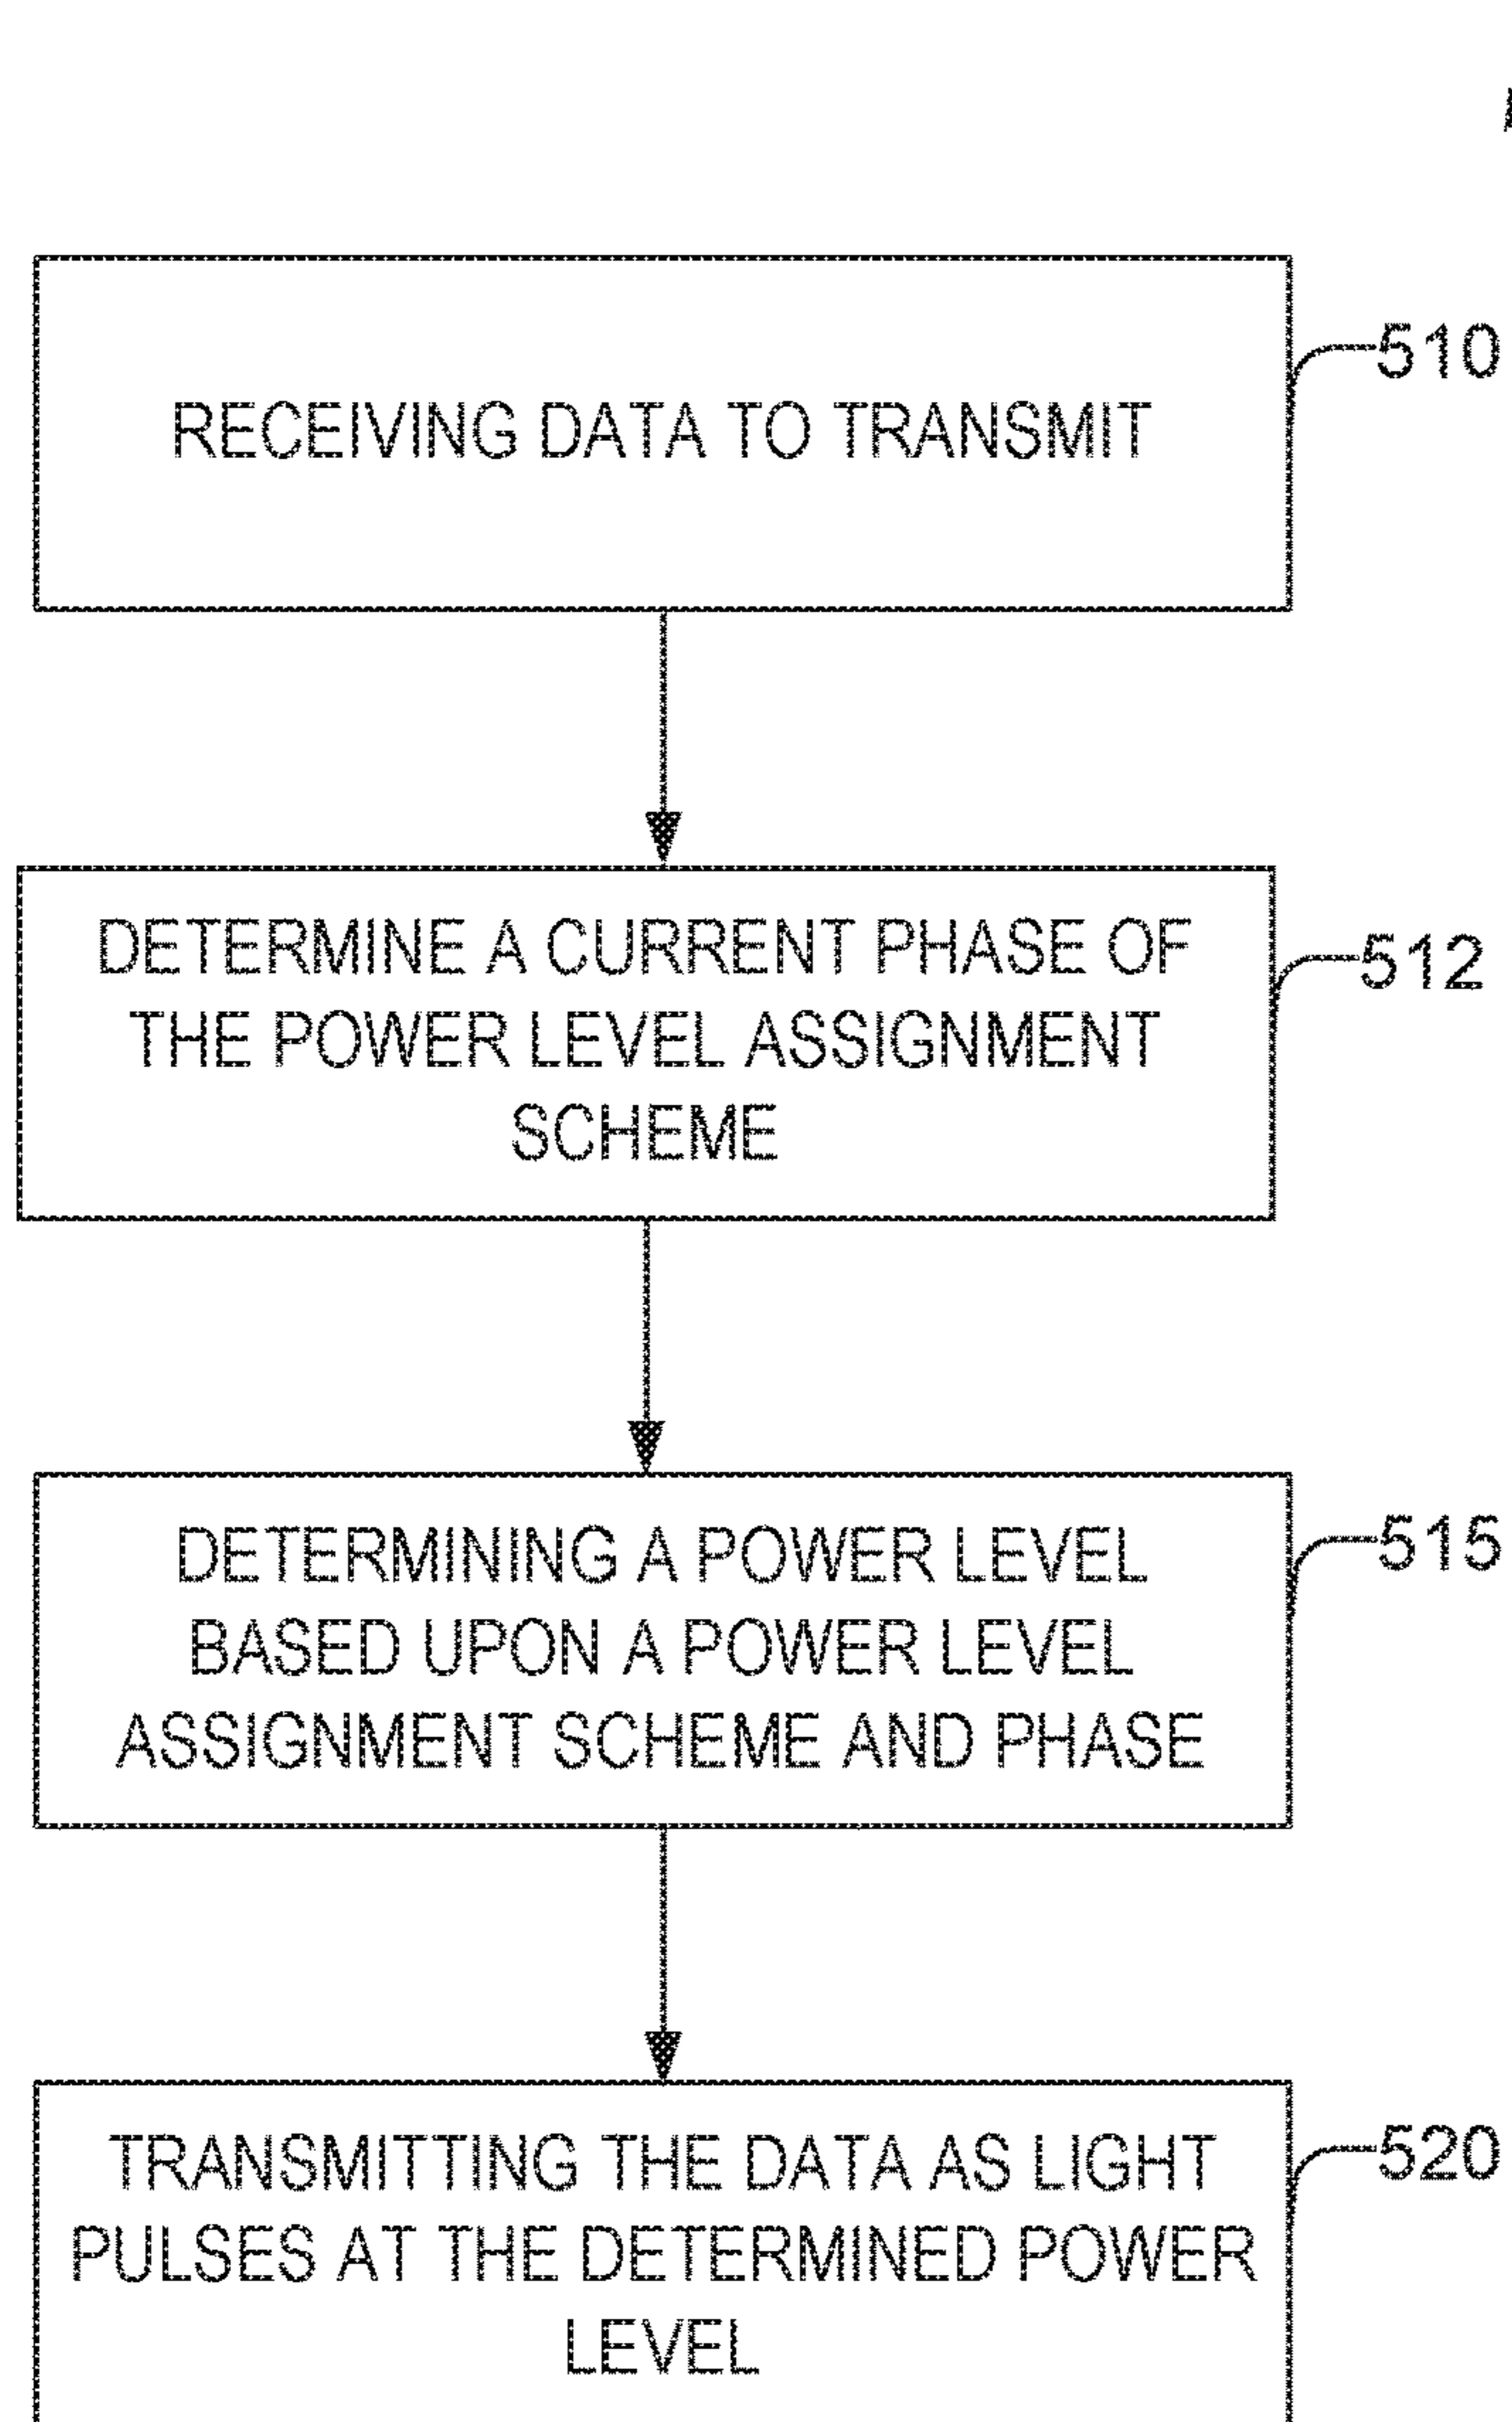 RECEIVING DATA TO TRANSMIT
510
DETERMINE A CURRENT PHASE OF
THE POWER LEVEL ASSIGNMENT
SCHEME
512
DETERMINING A POWER LEVEL
BASED UPON A POWER LEVEL
ASSIGNMENT SCHEME AND PHASE
515
TRANSMITTING THE DATA AS LIGHT
PULSES AT THE DETERMINED POWER
LEVEL
520